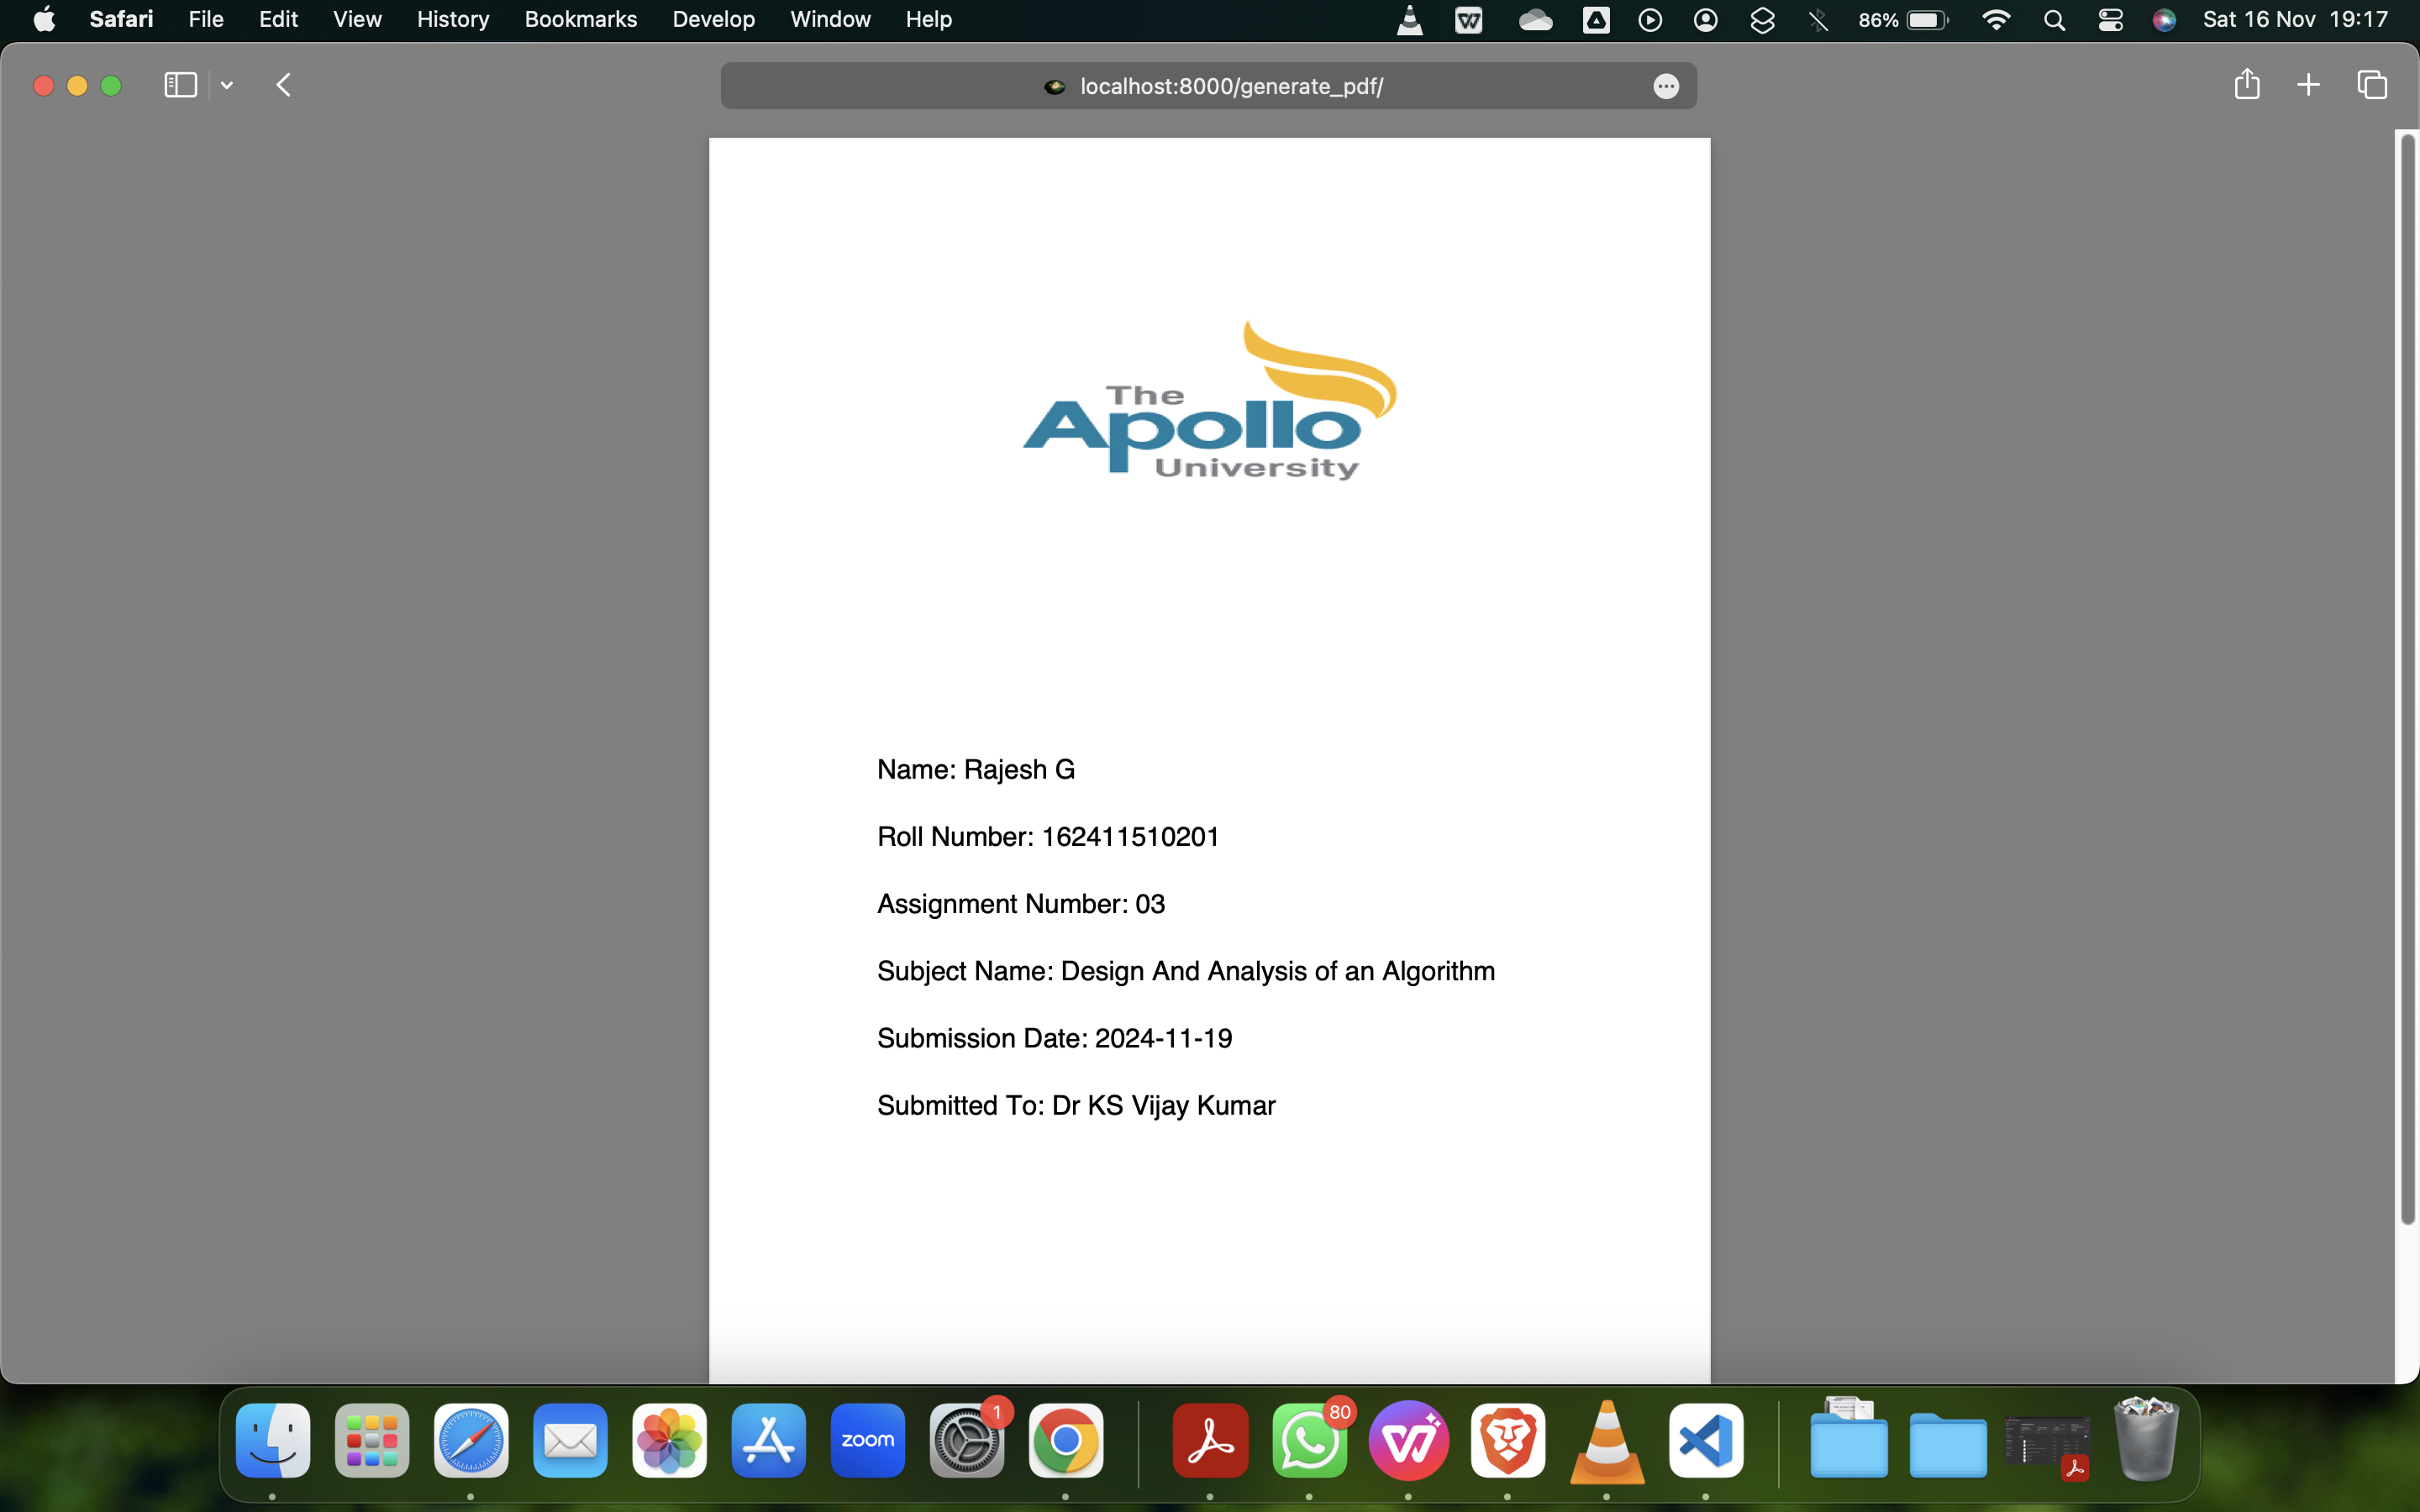 Safari File Edit View History Bookmarks Develop Window Help 86% Sat 16 Nov 19:17
localhost:8000/generate_pdf/
The
Apollo
University
Name: Rajesh G
Roll Number: 162411510201
Assignment Number: 03
Subject Name: Design And Analysis of an Algorithm
Submission Date: 2024-11-19
Submitted To: Dr KS Vijay Kumar
1
80
zoom